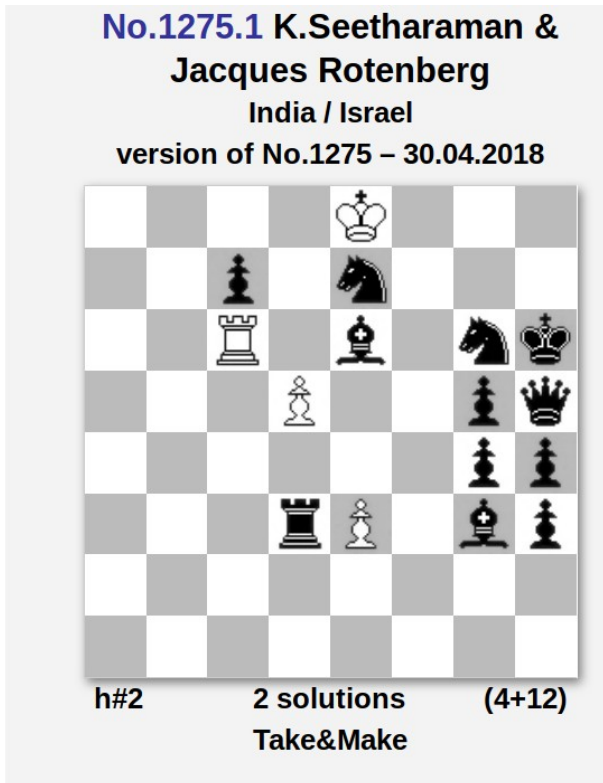 No.1275.1 K.Seetharaman &
Jacques Rotenberg
India / Israel
version of No.1275 – 30.04.2018
h#2 2 solutions (4+12)
Take&Make